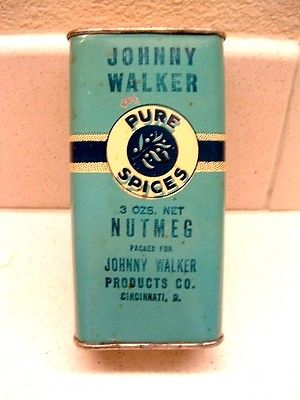 JOHNNY
WALKER
PURE
SPICES
3 OZS. NET
NUTMEG
PACKED FOR
JOHNNY WALKER
PRODUCTS CO.
CINCINNATI, O.